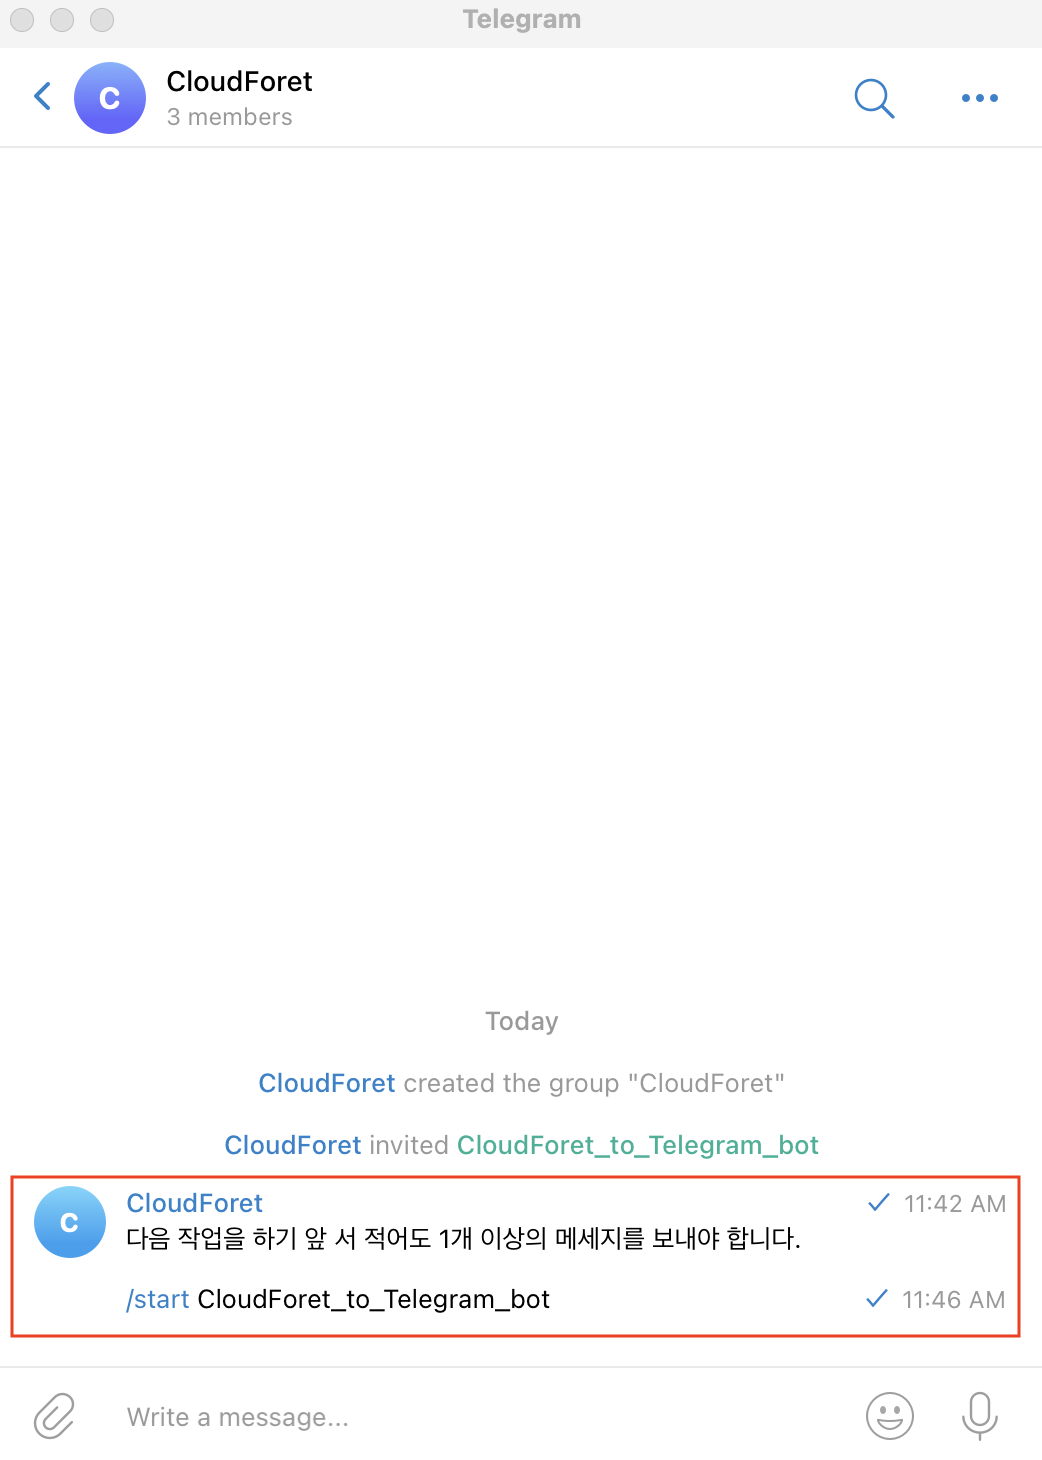 Telegram
C
CloudForet
3 members
Today
CloudForet created the group "CloudForet"
CloudForet invited CloudForet_to_Telegram_bot
C
CloudForet
11:42 AM
다음 작업을 하기 앞 서 적어도 1개 이상의 메세지를 보내야 합니다.
/start CloudForet_to_Telegram_bot
11:46 AM
Write a message...